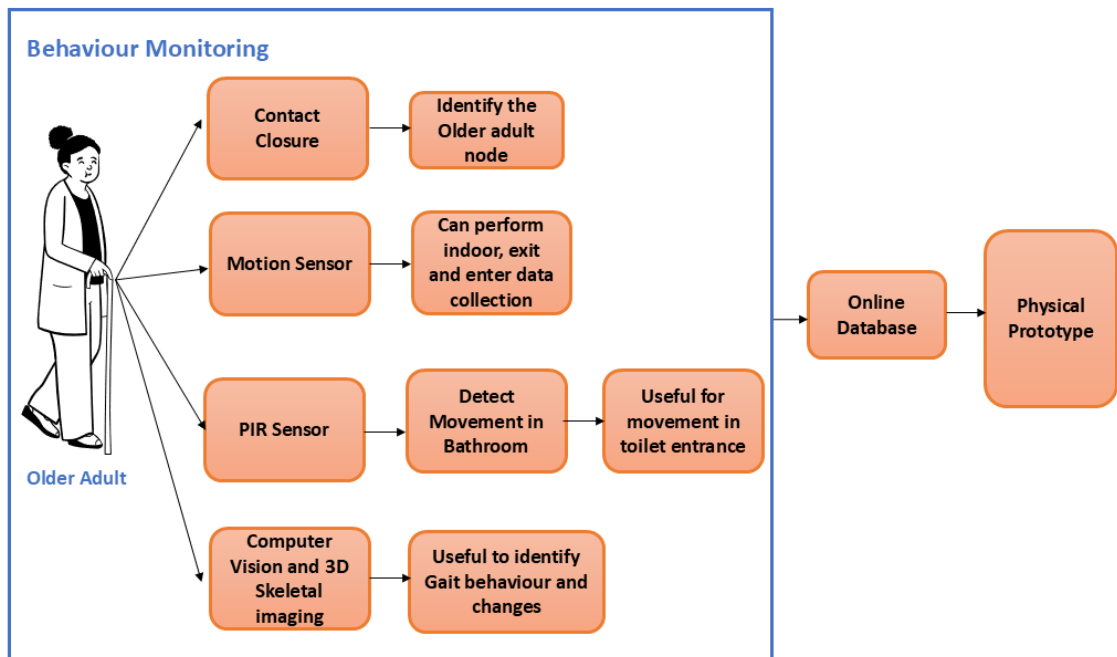 Behaviour Monitoring
Contact
Closure
Identify the
Older adult
node
Motion Sensor
Can perform
indoor, exit
and enter data
collection
Online
Database
Physical
Prototype
PIR Sensor
Detect
Movement in
Bathroom
Useful for
movement in
toilet entrance
Older Adult
Computer
Vision and 3D
Skeletal
imaging
Useful to identify
Gait behaviour and
changes